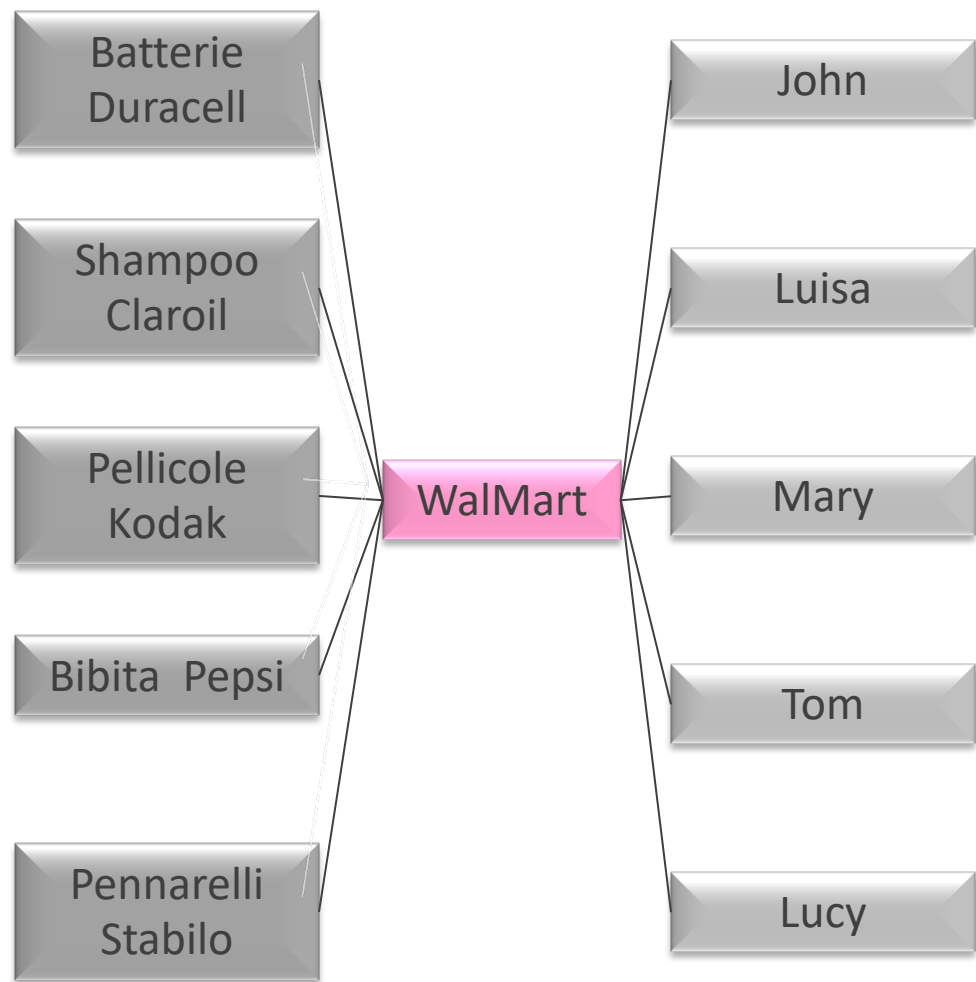 Batterie
Duracell
Shampoo
Claroil
Pellicole
Kodak
Bibita  Pepsi
Pennarelli
Stabilo
WalMart
John
Luisa
Mary
Tom
Lucy